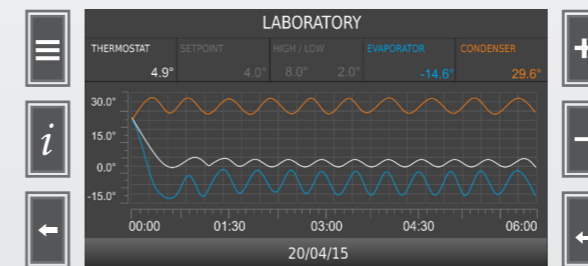 LABORATORY
THERMOSTAT SETPOINT HIGH / LOW EVAPORATOR CONDENSER
4.9° 4.0° 8.0° 2.0° -14.6° 29.6°
30.0°
15.0°
0.0°
-15.0°
00:00 01:30 03:00 04:30 06:00
20/04/15
i